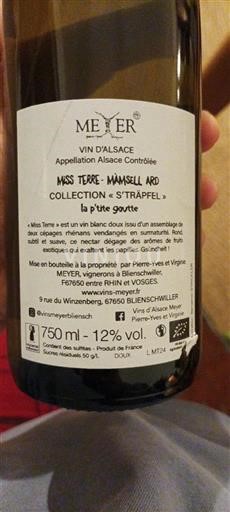 MEYER
VIN D'ALSACE
Appellation Alsace Contrôlée
MISS TERRE - MÀMSELL ARD
COLLECTION « S'TRÀPFEL »
la p'tite goutte
« Miss Terre » est un vin blanc doux issu d'un assemblage de
deux cépages rhénans vendangés en surmaturité. Rond,
subtil et suave, ce nectar dégage des arômes de fruits
exotiques qui exaltent les papilles. Gsundheit !
Mise en bouteille à la propriété par Pierre-Yves et Virginie
MEYER, vignerons à Blienschwiller,
F67650 entre RHIN et VOSGES.
www.vins-meyer.fr
9 rue du Winzenberg, 67650 BLIENSCHWILLER
@vinsmeyerbliensch
Vins d'Alsace Meyer
Pierre-Yves et Virginie
750 ml - 12% vol.
Contient des sulfites - Produit de France
Sucres résiduels 50 g/L
DOUX
L MT24